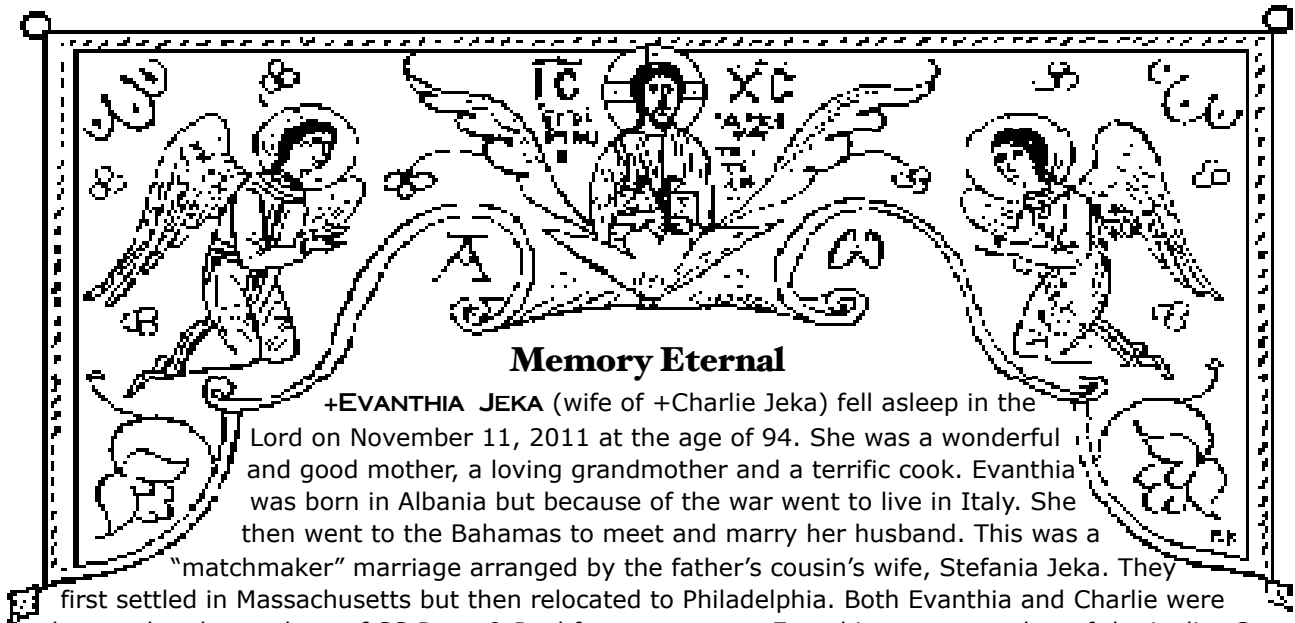 IC
XC
A
ω
Memory Eternal
+EVANTHIA JEKA (wife of +Charlie Jeka) fell asleep in the
Lord on November 11, 2011 at the age of 94. She was a wonderful
and good mother, a loving grandmother and a terrific cook. Evanthia
was born in Albania but because of the war went to live in Italy. She
then went to the Bahamas to meet and marry her husband. This was a
“matchmaker” marriage arranged by the father’s cousin’s wife, Stefania Jeka. They
first settled in Massachusetts but then relocated to Philadelphia. Both Evanthia and Charlie were